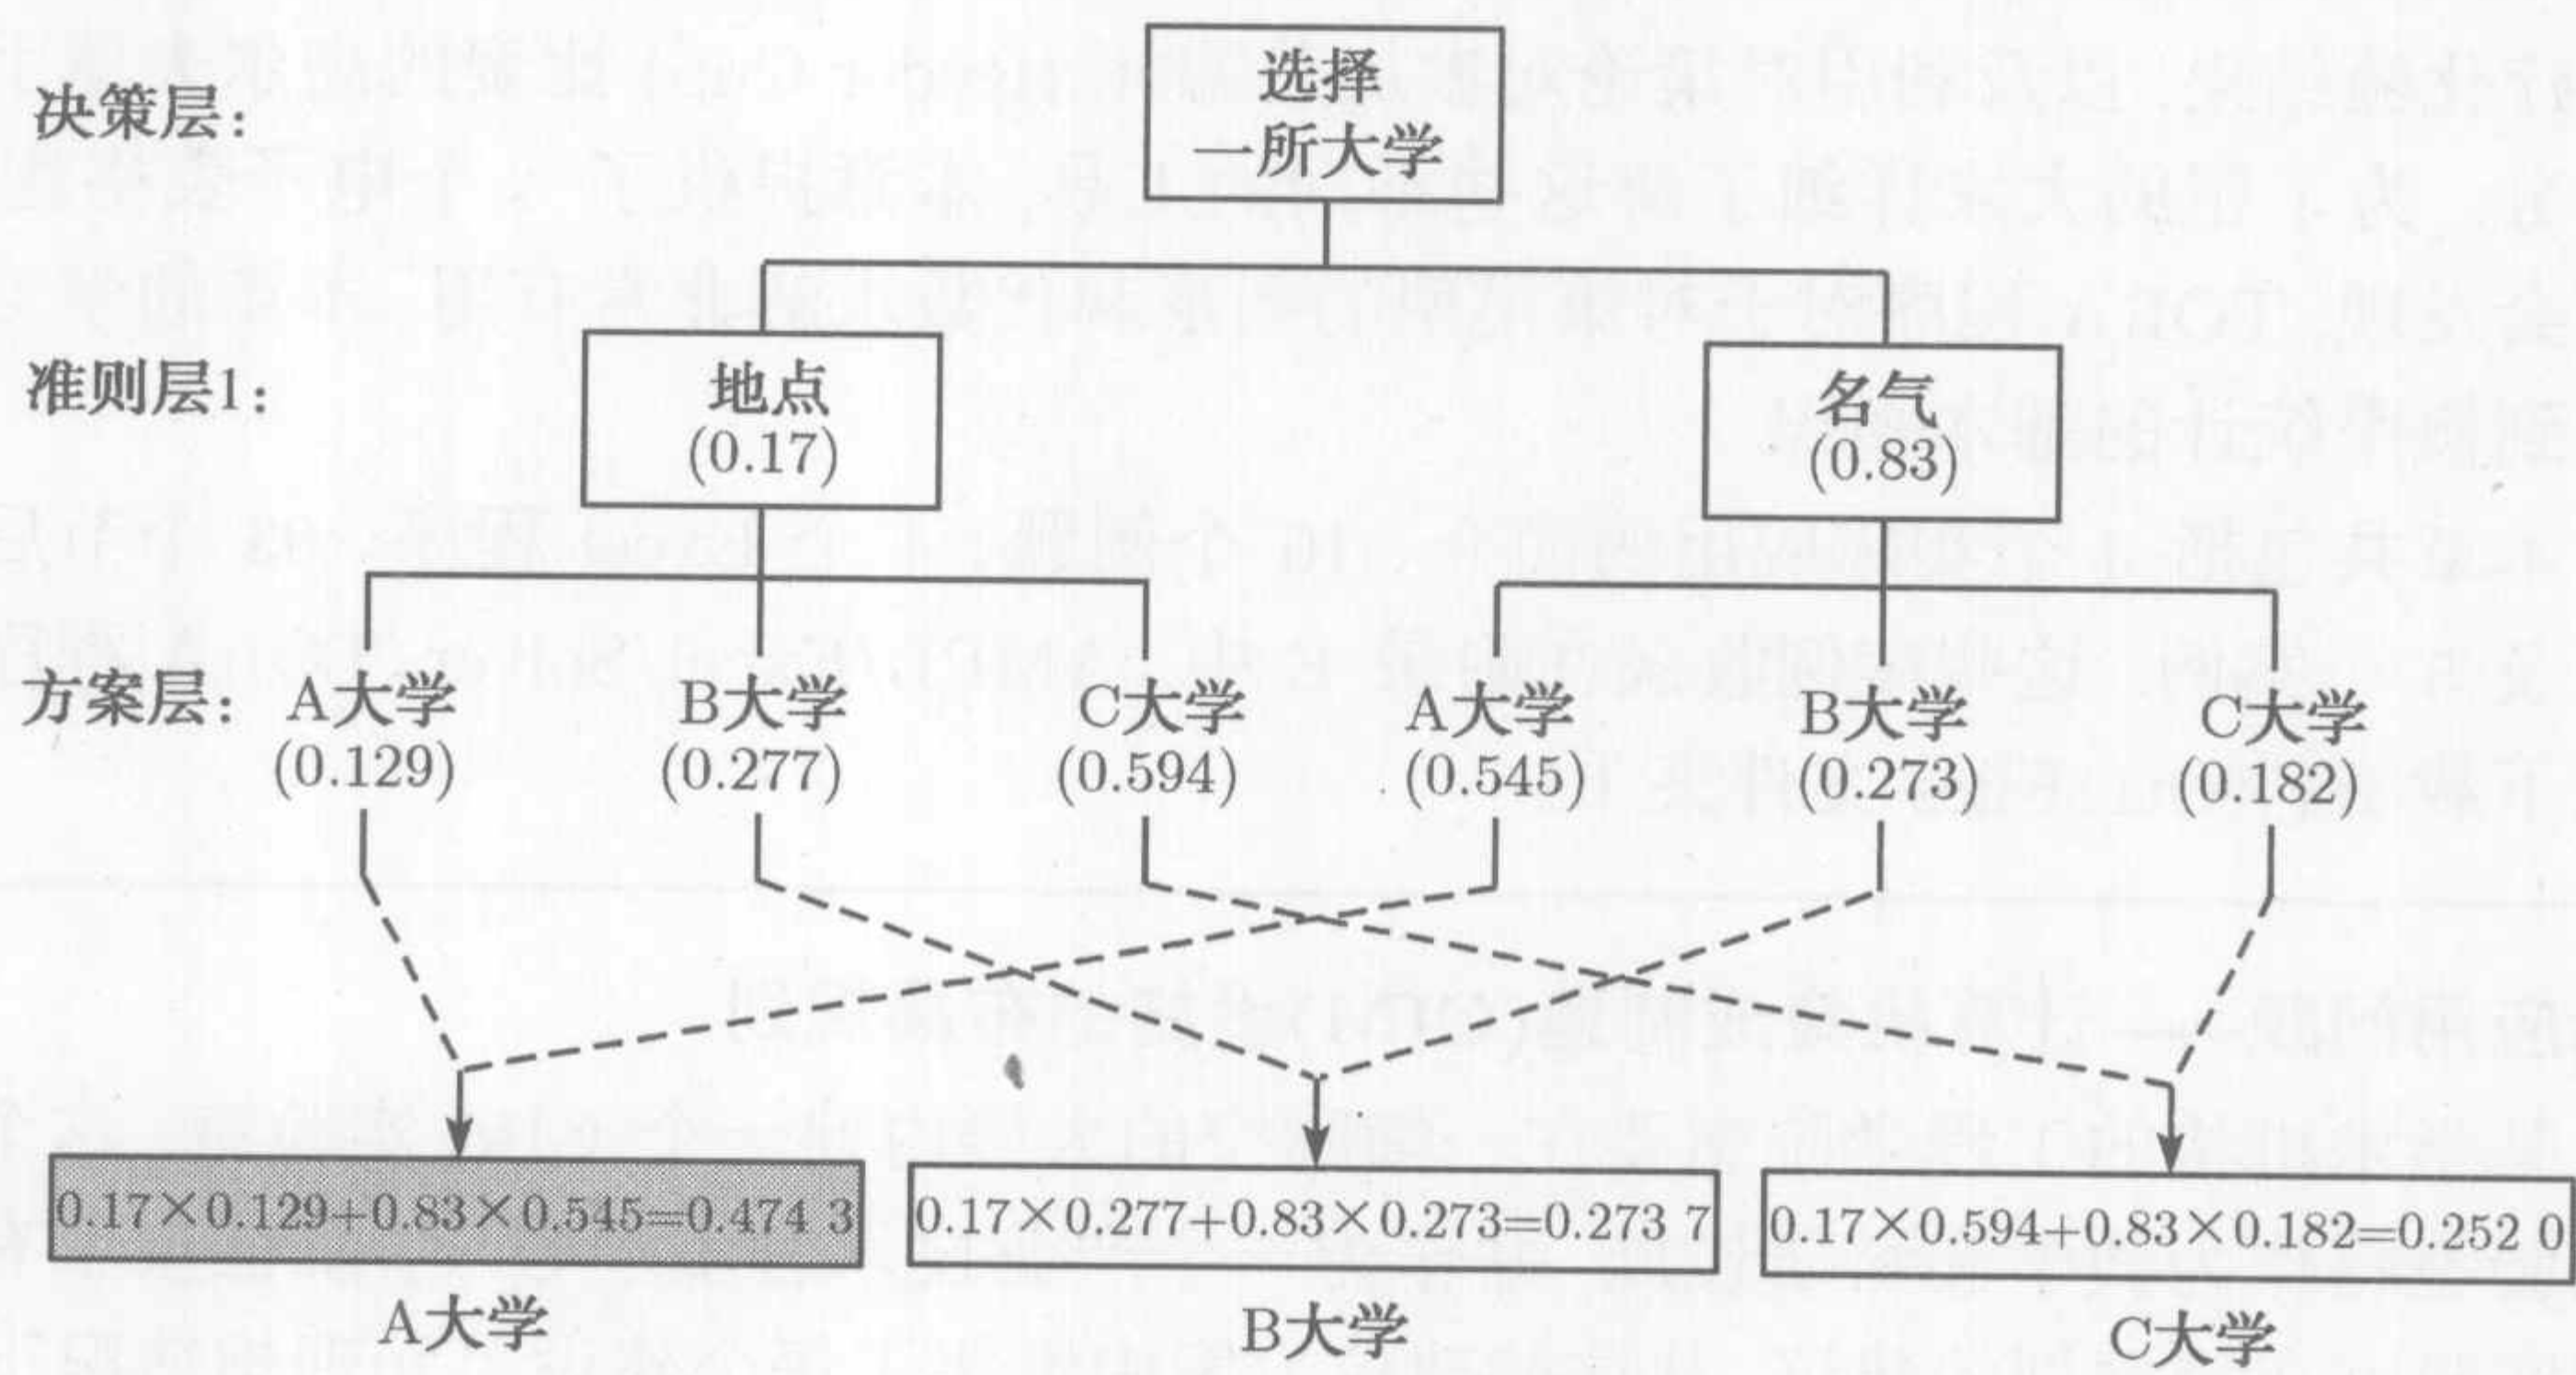 决策层:
选择
一所大学
准则层1:
地点
(0.17)
名气
(0.83)
方案层:
A大学
(0.129)
B大学
(0.277)
C大学
(0.594)
A大学
(0.545)
B大学
(0.273)
C大学
(0.182)
0.17×0.129+0.83×0.545=0.474 3
0.17×0.277+0.83×0.273=0.273 7
0.17×0.594+0.83×0.182=0.252 0
A大学
B大学
C大学